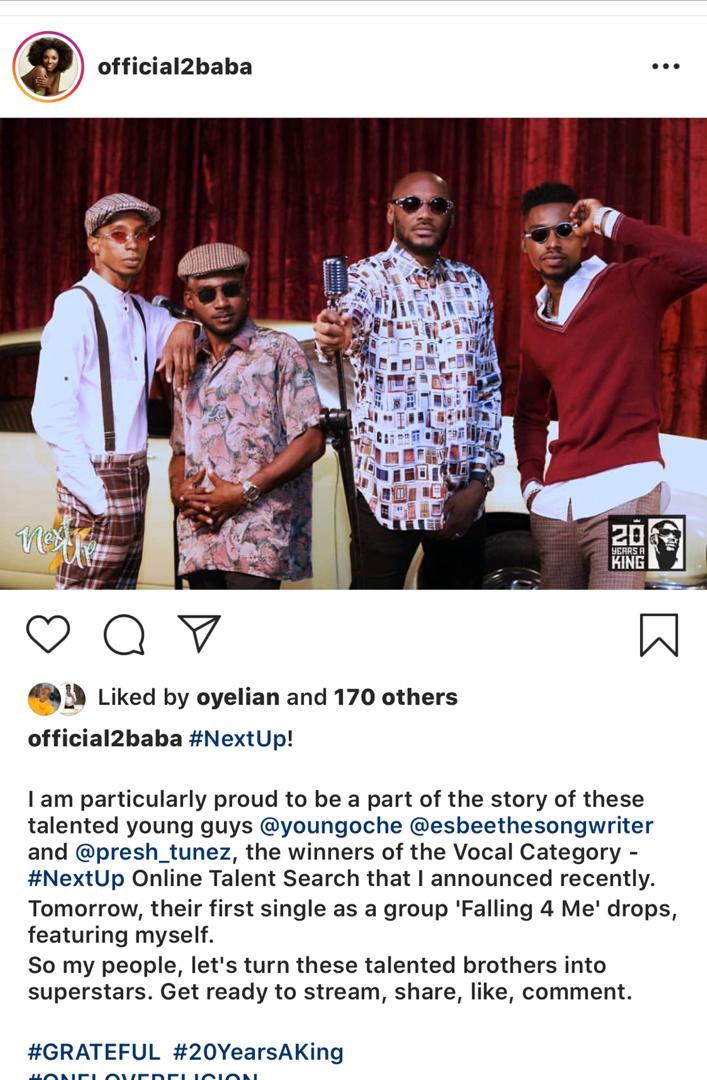 official2baba
Next
Up
20
YEARS A
KING
Liked by oyelian and 170 others
official2baba #NextUp!
I am particularly proud to be a part of the story of these
talented young guys @youngoche @esbeethesongwriter
and @presh_tunez, the winners of the Vocal Category -
#NextUp Online Talent Search that I announced recently.
Tomorrow, their first single as a group 'Falling 4 Me' drops,
featuring myself.
So my people, let's turn these talented brothers into
superstars. Get ready to stream, share, like, comment.
#GRATEFUL #20YearsAKing
#ONELOVERELIGION